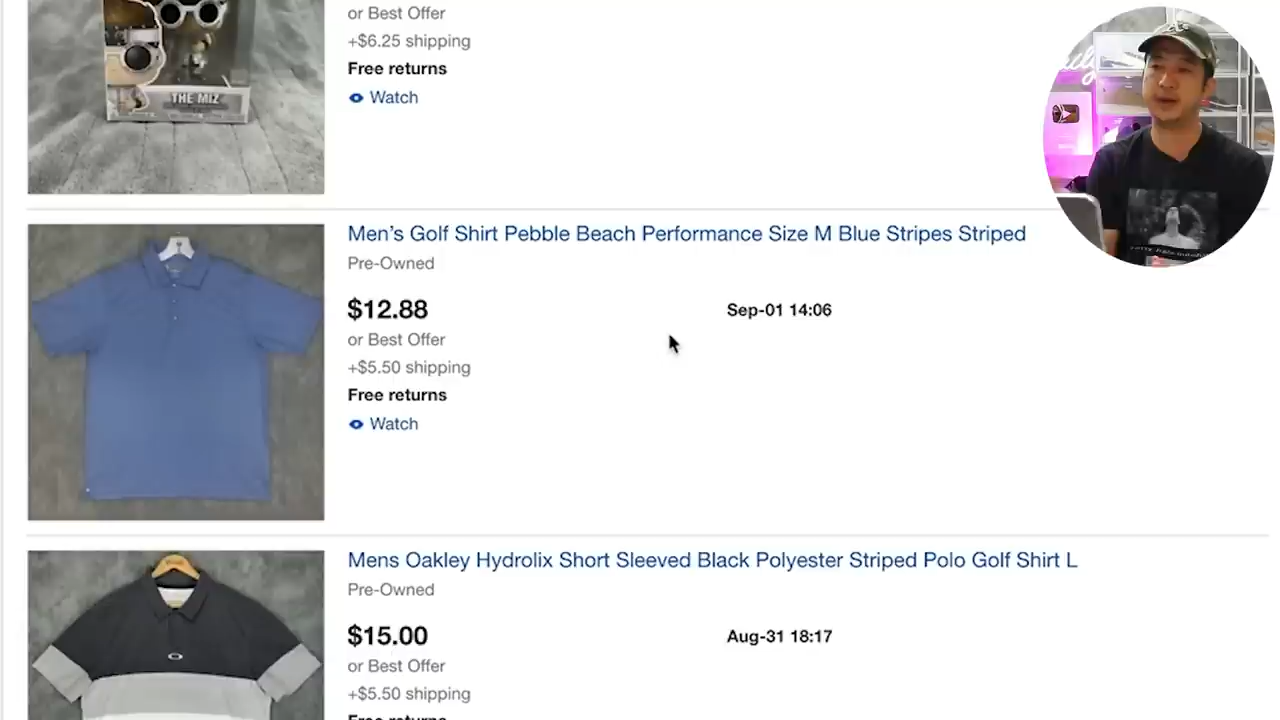 or Best Offer
+$6.25 shipping
Free returns
Watch
THE MIZ
Men’s Golf Shirt Pebble Beach Performance Size M Blue Stripes Striped
Pre-Owned
$12.88
Sep-01 14:06
or Best Offer
+$5.50 shipping
Free returns
Watch
Mens Oakley Hydrolix Short Sleeved Black Polyester Striped Polo Golf Shirt L
Pre-Owned
$15.00
Aug-31 18:17
or Best Offer
+$5.50 shipping
Free returns